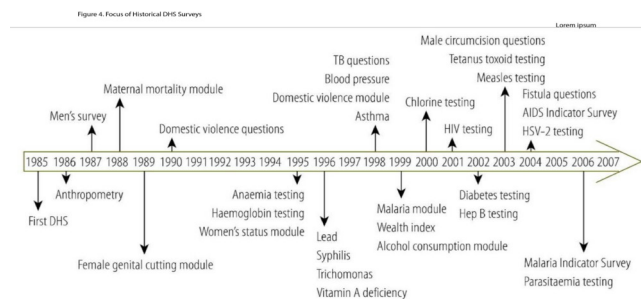 Figure 4. Focus of Historical DHS Surveys
Lorem ipsum
Male circumcision questions
TB questions
Tetanus toxoid testing
Blood pressure
Measles testing
Maternal mortality module
Domestic violence module
Fistula questions
Men's survey
Asthma
Chlorine testing
AIDS Indicator Survey
Domestic violence questions
HIV testing
HSV-2 testing
1985 1986 1987 1988 1989 1990 1991 1992 1993 1994 1995 1996 1997 1998 1999 2000 2001 2002 2003 2004 2005 2006 2007
Anthropometry
Anaemia testing
Diabetes testing
First DHS
Haemoglobin testing
Malaria module
Hep B testing
Women's status module
Wealth index
Lead
Alcohol consumption module
Female genital cutting module
Syphilis
Malaria Indicator Survey
Trichomonas
Parasitaemia testing
Vitamin A deficiency